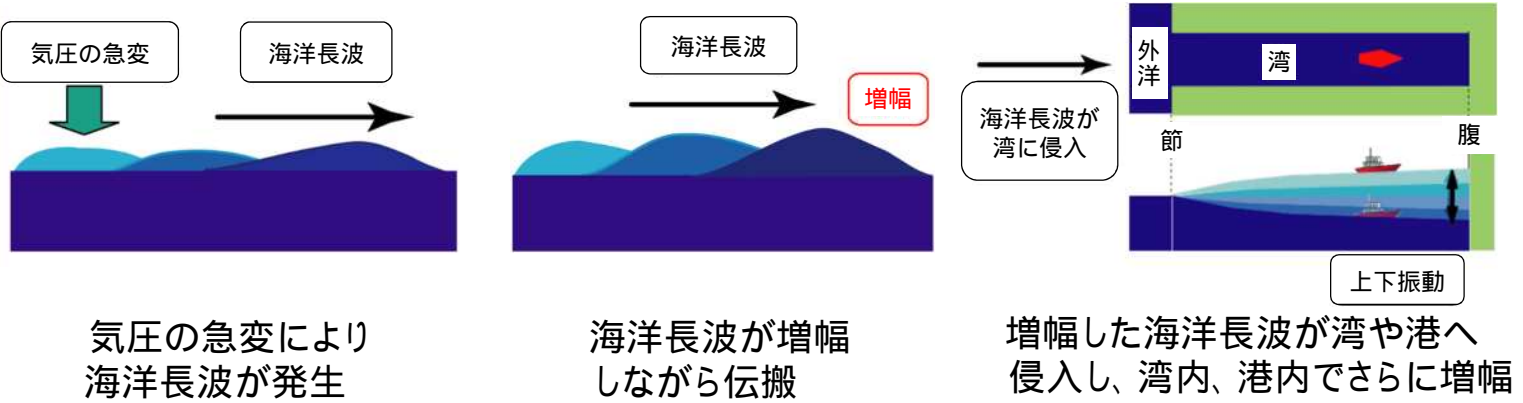 気圧の急変
海洋長波
気圧の急変により
海洋長波が発生
海洋長波
増幅
海洋長波が増幅
しながら伝搬
海洋長波が
湾に侵入
外洋
湾
節
腹
上下振動
増幅した海洋長波が湾や港へ
侵入し、湾内、港内でさらに増幅